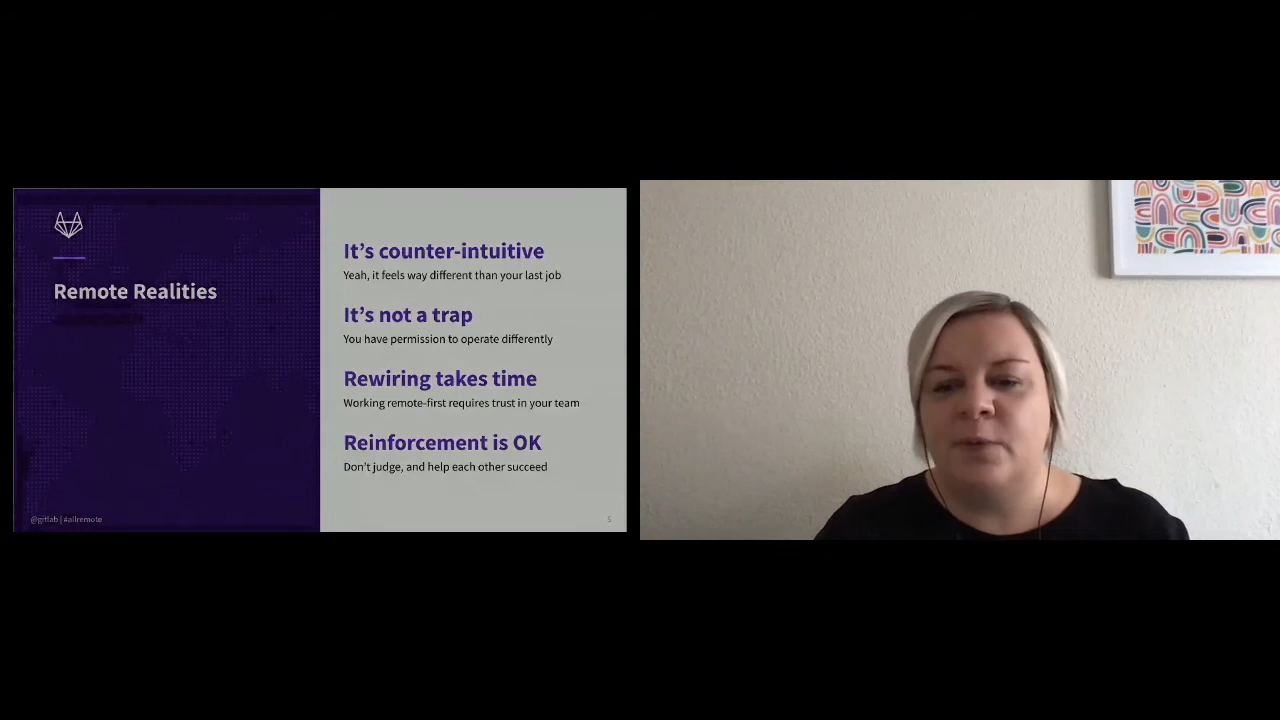 Remote Realities
@gitlab | #allremote
It’s counter-intuitive
Yeah, it feels way different than your last job
It’s not a trap
You have permission to operate differently
Rewiring takes time
Working remote-first requires trust in your team
Reinforcement is OK
Don’t judge, and help each other succeed
5